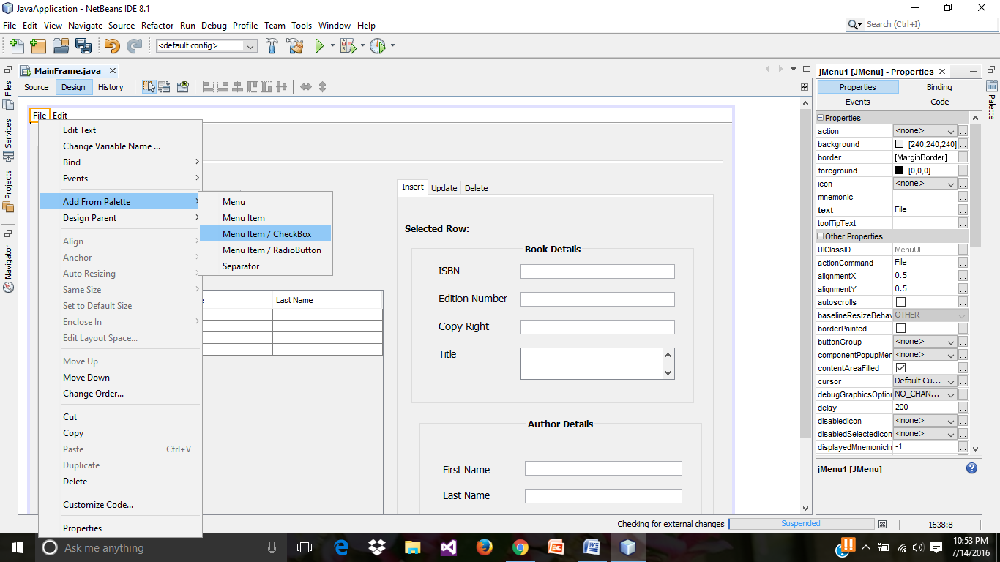 JavaApplication - NetBeans IDE 8.1
File Edit View Navigate Source Refactor Run Debug Profile Team Tools Window Help
Search (Ctrl+I)
<default config>
MainFrame.java
Source Design History
Files
Services
Projects
Navigator
File Edit
Edit Text
Change Variable Name ...
Bind
Events
Add From Palette
Design Parent
Align
Anchor
Auto Resizing
Same Size
Set to Default Size
Enclose In
Edit Layout Space...
Move Up
Move Down
Change Order...
Cut
Copy
Paste Ctrl+V
Duplicate
Delete
Customize Code...
Properties
Menu
Menu Item
Menu Item / CheckBox
Menu Item / RadioButton
Separator
Last Name
Insert Update Delete
Selected Row:
Book Details
ISBN
Edition Number
Copy Right
Title
Author Details
First Name
Last Name
jMenu1 [JMenu] - Properties
Properties Binding
Events Code
Properties
action <none> ...
background [240,240,240] ...
border [MarginBorder] ...
foreground [0,0,0] ...
icon <none> ...
mnemonic ...
text File ...
toolTipText ...
Other Properties
UIClassID MenuUI ...
actionCommand File ...
alignmentX 0.5 ...
alignmentY 0.5 ...
autoscrolls ...
baselineResizeBehav OTHER ...
borderPainted ...
buttonGroup <none> ...
componentPopupMen <none> ...
contentAreaFilled ...
cursor Default Cu... ...
debugGraphicsOption NO_CHAN... ...
delay 200 ...
disabledIcon <none> ...
disabledSelectedIcon <none> ...
displayedMnemonicIn -1 ...
jMenu1 [JMenu]
Palette
Checking for external changes Suspended 1638:8
Ask me anything
10:53 PM
7/14/2016